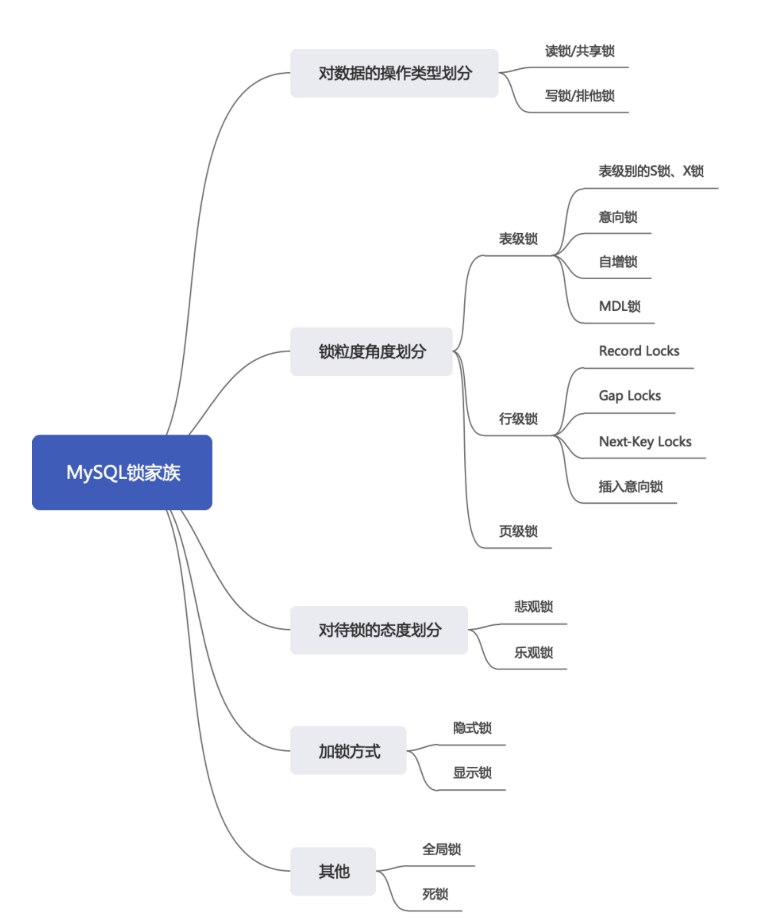 MySQL锁家族
对数据的操作类型划分
读锁/共享锁
写锁/排他锁
锁粒度角度划分
表级锁
表级别的S锁、X锁
意向锁
自增锁
MDL锁
行级锁
Record Locks
Gap Locks
Next-Key Locks
插入意向锁
页级锁
对待锁的态度划分
悲观锁
乐观锁
加锁方式
隐式锁
显示锁
其他
全局锁
死锁